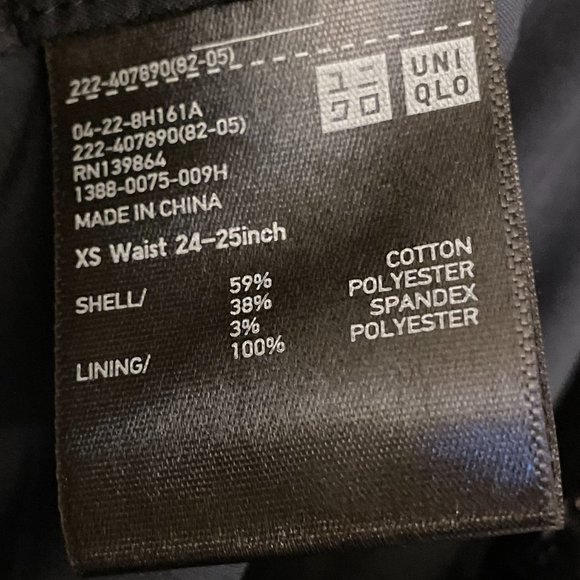 222-407890(82-05)
ユニ
クロ
UNI
QLO
04-22-8H161A
222-407890(82-05)
RN139864
1388-0075-009H
MADE IN CHINA
XS Waist 24-25inch
SHELL/ 59% COTTON
38% POLYESTER
3% SPANDEX
LINING/ 100% POLYESTER